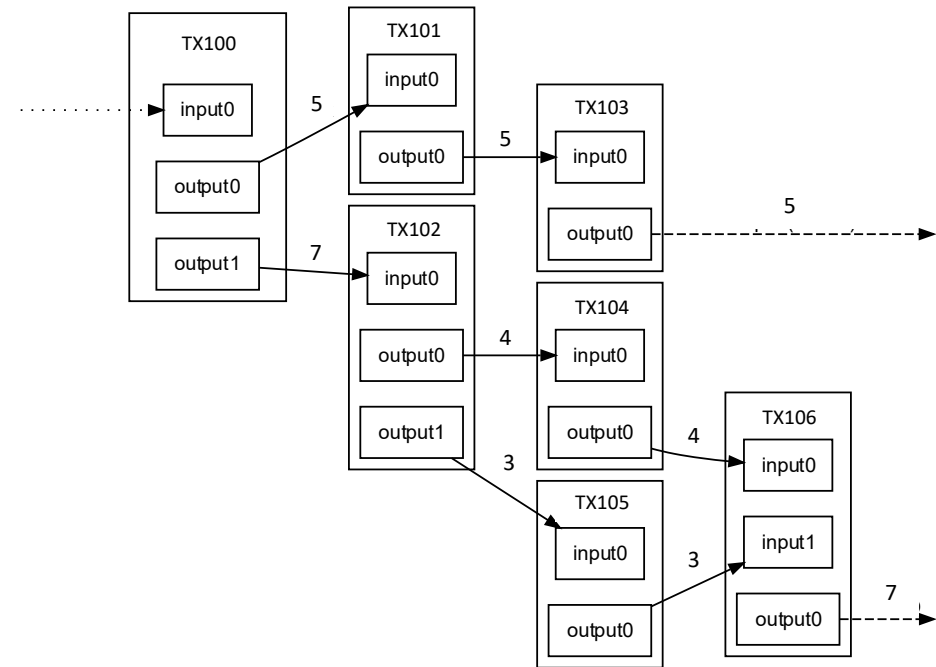 TX100
input0
output0
output1
5
7
TX101
input0
output0
5
TX102
input0
output0
output1
4
3
TX103
input0
output0
5
TX104
input0
output0
4
TX105
input0
output0
3
TX106
input0
input1
output0
7